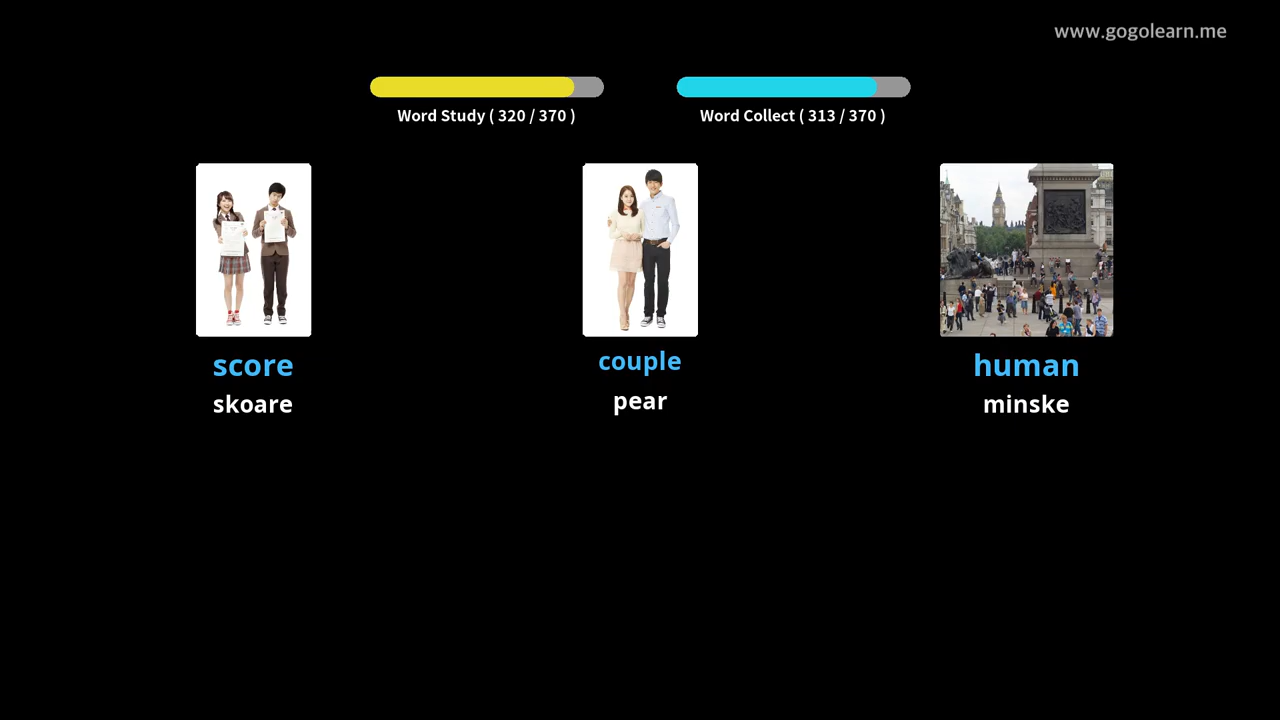 www.gogolearn.me
Word Study ( 320 / 370 )
Word Collect ( 313 / 370 )
score
skoare
couple
pear
human
minske